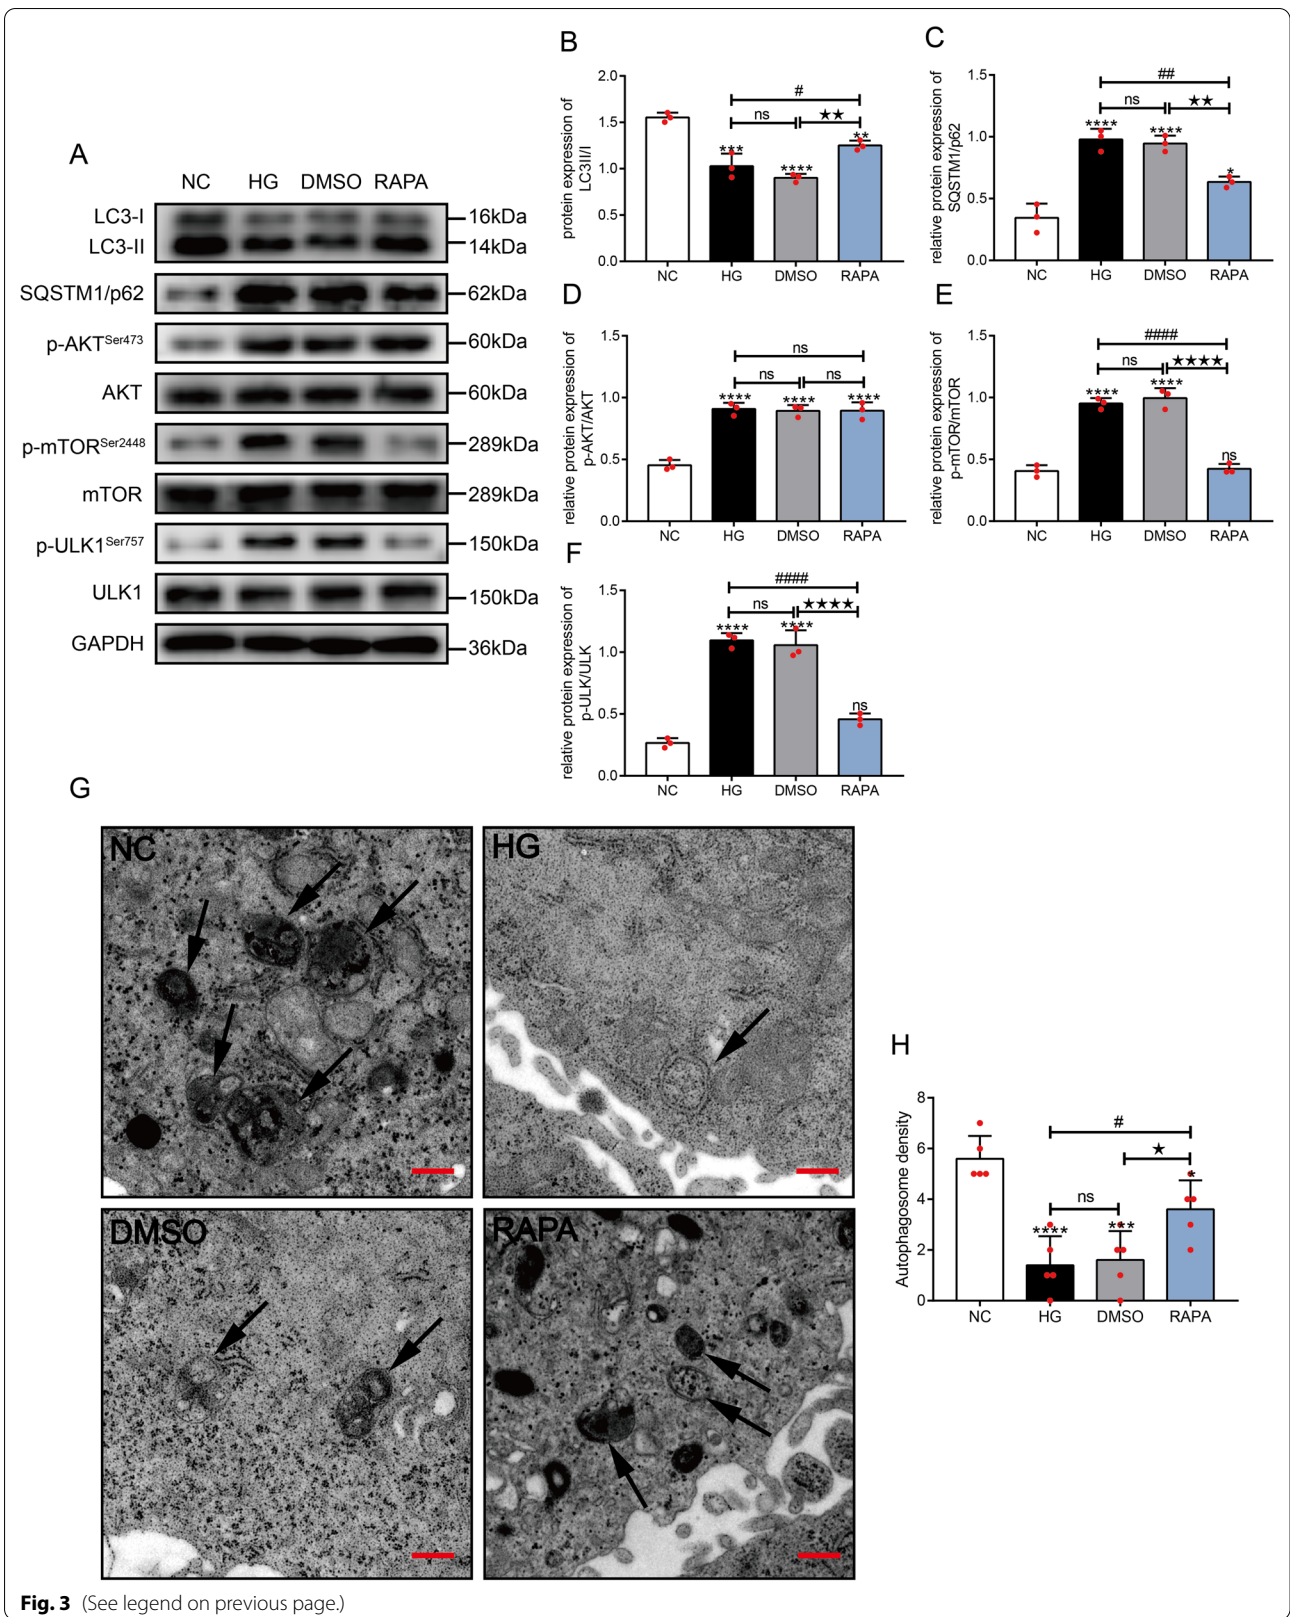 A
NC HG DMSO RAPA
LC3-I 16kDa
LC3-II 14kDa
SQSTM1/p62 62kDa
p-AKTSer473 60kDa
AKT 60kDa
p-mTORSer2448 289kDa
mTOR 289kDa
p-ULK1Ser757 150kDa
ULK1 150kDa
GAPDH 36kDa
B
protein expression of
LC3II/I
2.0
1.5
1.0
0.5
0.0
#
ns ★★
*** **** **
NC HG DMSO RAPA
C
relative protein expression of
SQSTM1/p62
1.5
1.0
0.5
0.0
##
ns ★★
**** **** *
NC HG DMSO RAPA
D
relative protein expression of
p-AKT/AKT
1.5
1.0
0.5
0.0
ns
ns ns
**** **** ****
NC HG DMSO RAPA
E
relative protein expression of
p-mTOR/mTOR
1.5
1.0
0.5
0.0
####
ns ★★★★
**** **** ns
NC HG DMSO RAPA
F
relative protein expression of
p-ULK/ULK
1.5
1.0
0.5
0.0
####
ns ★★★★
**** **** ns
NC HG DMSO RAPA
G
NC HG
DMSO RAPA
H
Autophagosome density
8
6
4
2
0
#
★
ns
**** *** *
NC HG DMSO RAPA
Fig. 3 (See legend on previous page.)